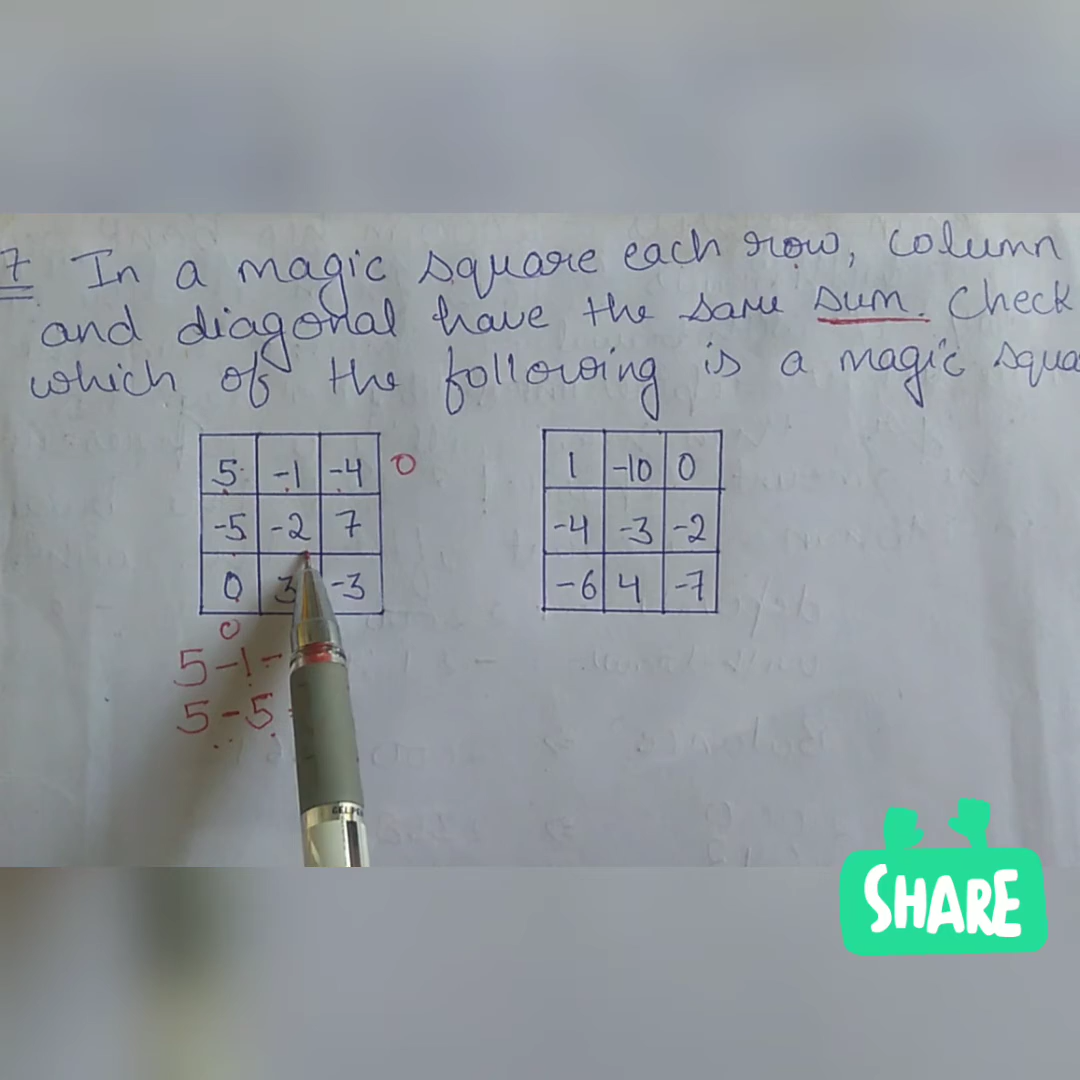 7 In a magic square each row, column
and diagonal have the same sum. Check
which of the following is a magic squa
5 -1 -4 0
-5 -2 7
0 3 -3
0
1 -10 0
-4 -3 -2
-6 4 -7
5-1-
5-5
SHARE